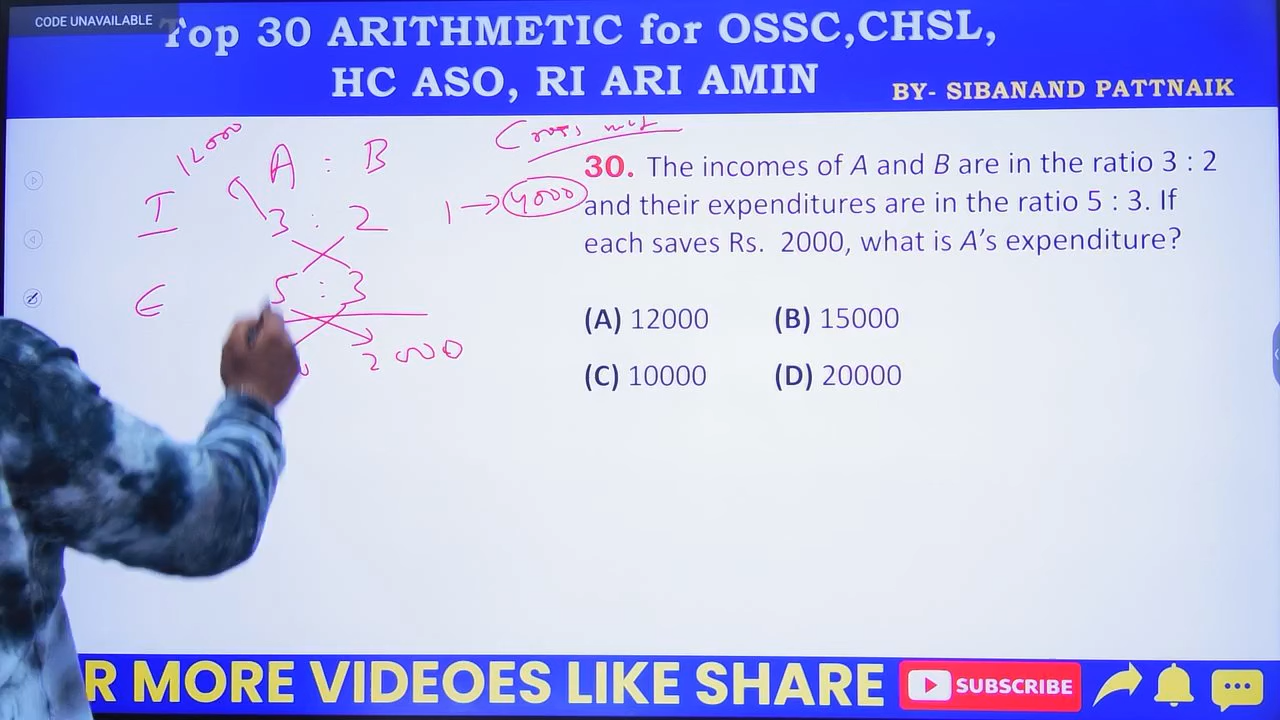 CODE UNAVAILABLE
Top 30 ARITHMETIC for OSSC,CHSL,
HC ASO, RI ARI AMIN
BY- SIBANAND PATTNAIK
12000
A : B
I
3 : 2
E
5 : 3
2000
Cross
1 → 4000
30. The incomes of A and B are in the ratio 3 : 2
and their expenditures are in the ratio 5 : 3. If
each saves Rs. 2000, what is A's expenditure?
(A) 12000 (B) 15000
(C) 10000 (D) 20000
R MORE VIDEOES LIKE SHARE
SUBSCRIBE